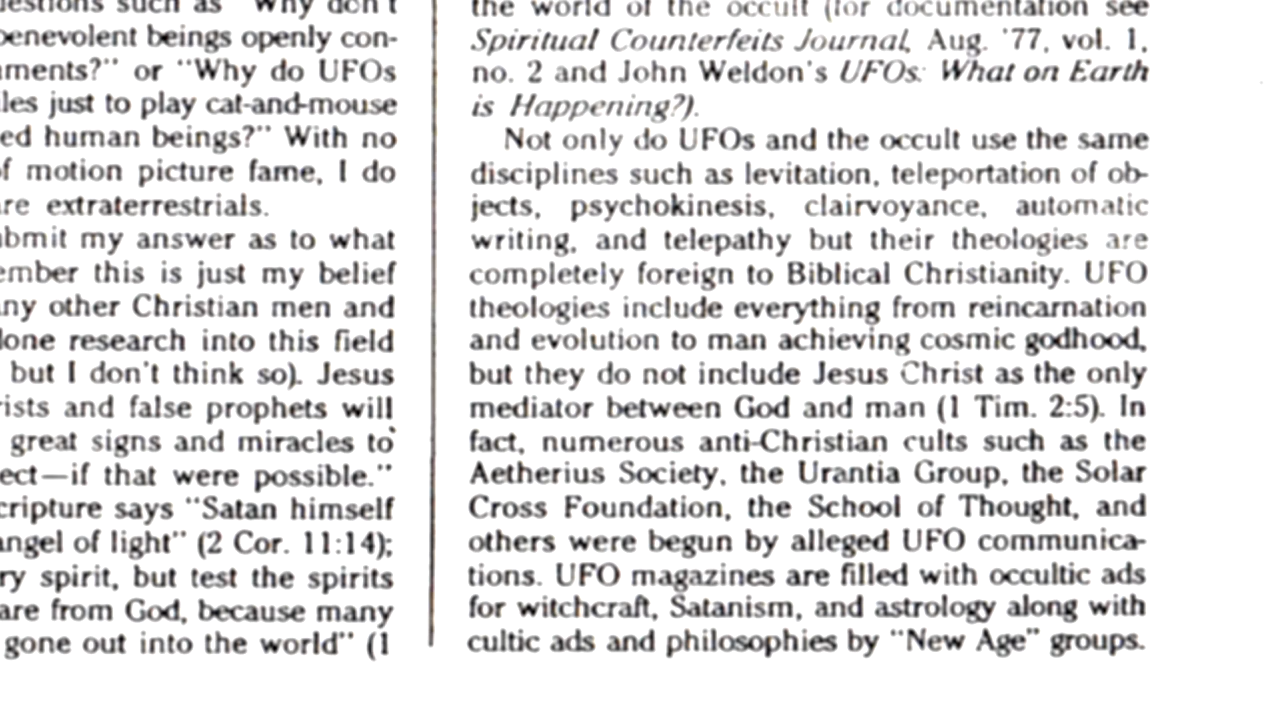 estions such as "Why don't
benevolent beings openly con-
ments?" or "Why do UFOs
les just to play cat-and-mouse
ed human beings?" With no
f motion picture fame, I do
re extraterrestrials.
bmit my answer as to what
ember this is just my belief
ny other Christian men and
lone research into this field
but I don't think so). Jesus
ists and false prophets will
great signs and miracles to
ect—if that were possible."
cripture says "Satan himself
angel of light" (2 Cor. 11:14);
ry spirit, but test the spirits
are from God, because many
gone out into the world" (1
the world of the occult (for documentation see
Spiritual Counterfeits Journal, Aug. '77, vol. 1,
no. 2 and John Weldon's UFOs: What on Earth
is Happening?).
Not only do UFOs and the occult use the same
disciplines such as levitation, teleportation of ob-
jects, psychokinesis, clairvoyance, automatic
writing, and telepathy but their theologies are
completely foreign to Biblical Christianity. UFO
theologies include everything from reincarnation
and evolution to man achieving cosmic godhood,
but they do not include Jesus Christ as the only
mediator between God and man (1 Tim. 2:5). In
fact, numerous anti-Christian cults such as the
Aetherius Society, the Urantia Group, the Solar
Cross Foundation, the School of Thought, and
others were begun by alleged UFO communica-
tions. UFO magazines are filled with occultic ads
for witchcraft, Satanism, and astrology along with
cultic ads and philosophies by "New Age" groups.